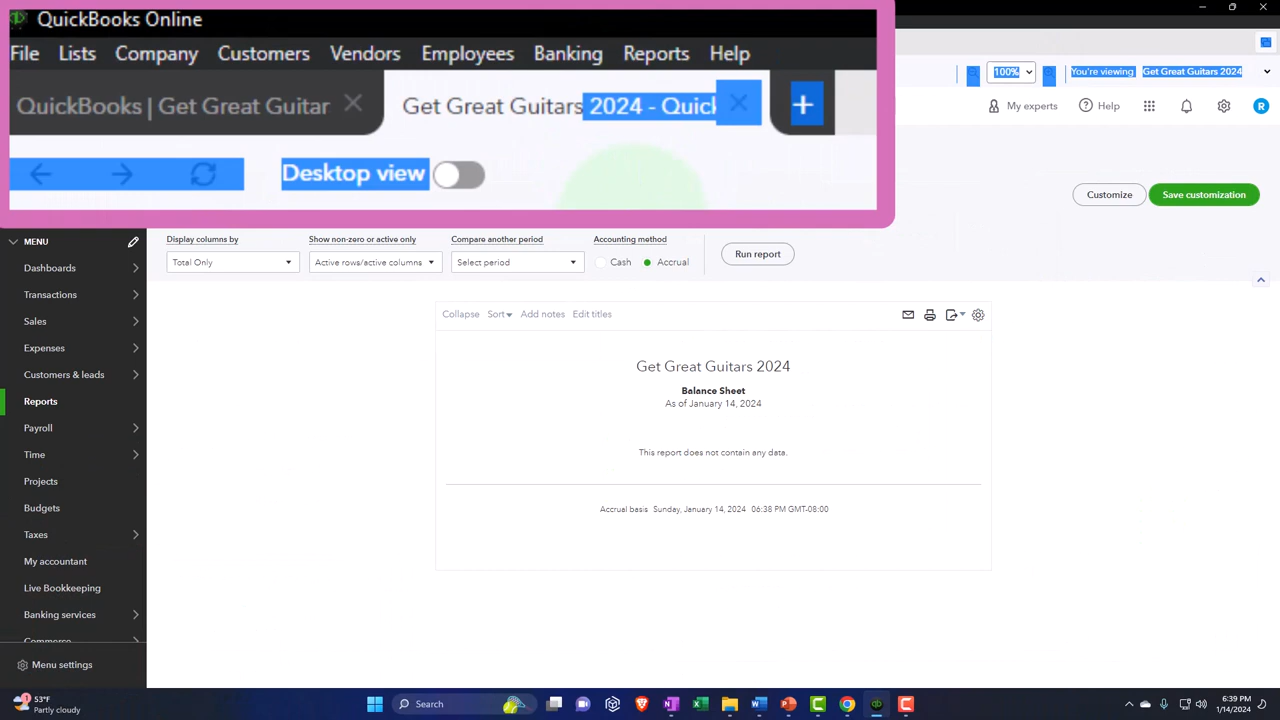 QuickBooks Online
File Lists Company Customers Vendors Employees Banking Reports Help
QuickBooks | Get Great Guitar
Get Great Guitars 2024 - Quick
Desktop view
100%
You're viewing Get Great Guitars 2024
My experts
Help
R
Customize
Save customization
MENU
Dashboards
Transactions
Sales
Expenses
Customers & leads
Reports
Payroll
Time
Projects
Budgets
Taxes
My accountant
Live Bookkeeping
Banking services
Commerce
Menu settings
Display columns by
Total Only
Show non-zero or active only
Active rows/active columns
Compare another period
Select period
Accounting method
Cash Accrual
Run report
Collapse Sort Add notes Edit titles
Get Great Guitars 2024
Balance Sheet
As of January 14, 2024
This report does not contain any data.
Accrual basis Sunday, January 14, 2024 06:38 PM GMT-08:00
1
53°F
Partly cloudy
Search
6:39 PM
1/14/2024